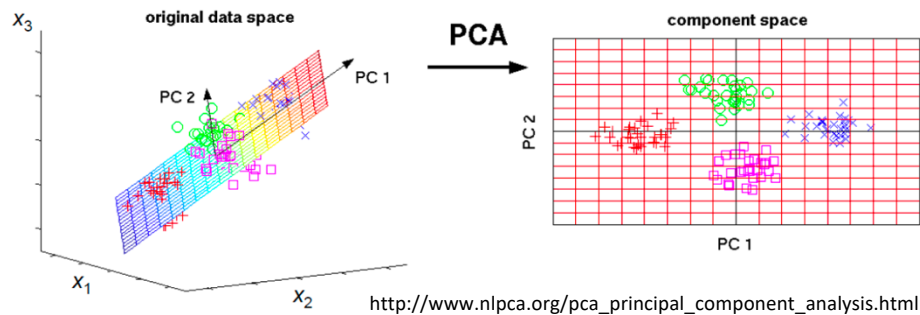 original data space
x3
PC 1
PC 2
x1
x2
PCA
component space
PC 2
PC 1
http://www.nlpca.org/pca_principal_component_analysis.html